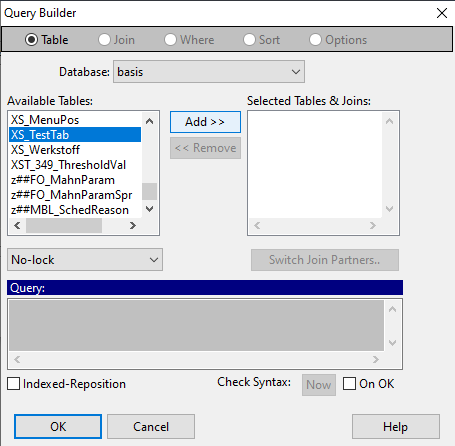 Query Builder
Table Join Where Sort Options
Database: basis
Available Tables: Selected Tables & Joins:
XS_MenuPos
XS_TestTab
XS_Werkstoff
XST_349_ThresholdVal
z##FO_MahnParam
z##FO_MahnParamSpr
z##MBL_SchedReason
Add >>
<< Remove
No-lock
Switch Join Partners..
Query:
Indexed-Reposition Check Syntax: Now On OK
OK Cancel Help